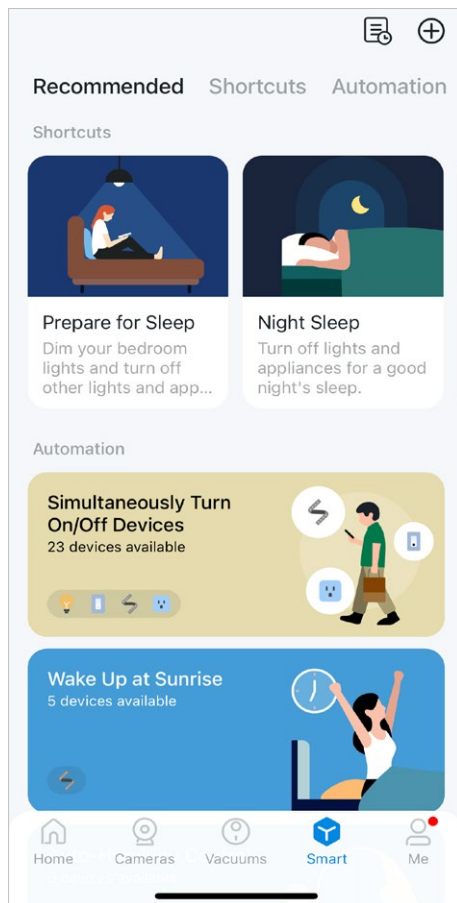 Recommended Shortcuts Automation
Shortcuts
Prepare for Sleep
Dim your bedroom
lights and turn off
other lights and app...
Night Sleep
Turn off lights and
appliances for a good
night's sleep.
Automation
Simultaneously Turn
On/Off Devices
23 devices available
Wake Up at Sunrise
5 devices available
Home Cameras Vacuums Smart Me